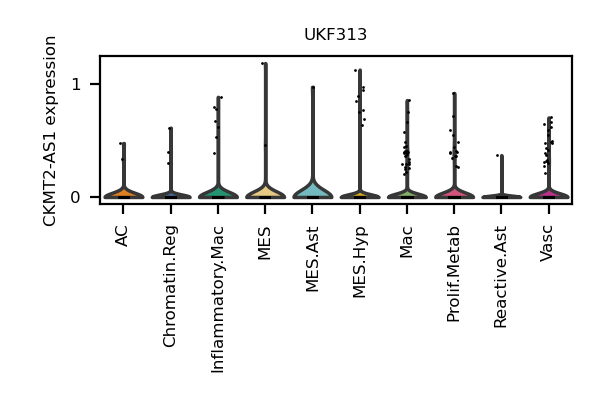 UKF313
CKMT2-AS1 expression
1
0
AC
Chromatin.Reg
Inflammatory.Mac
MES
MES.Ast
MES.Hyp
Mac
Prolif.Metab
Reactive.Ast
Vasc